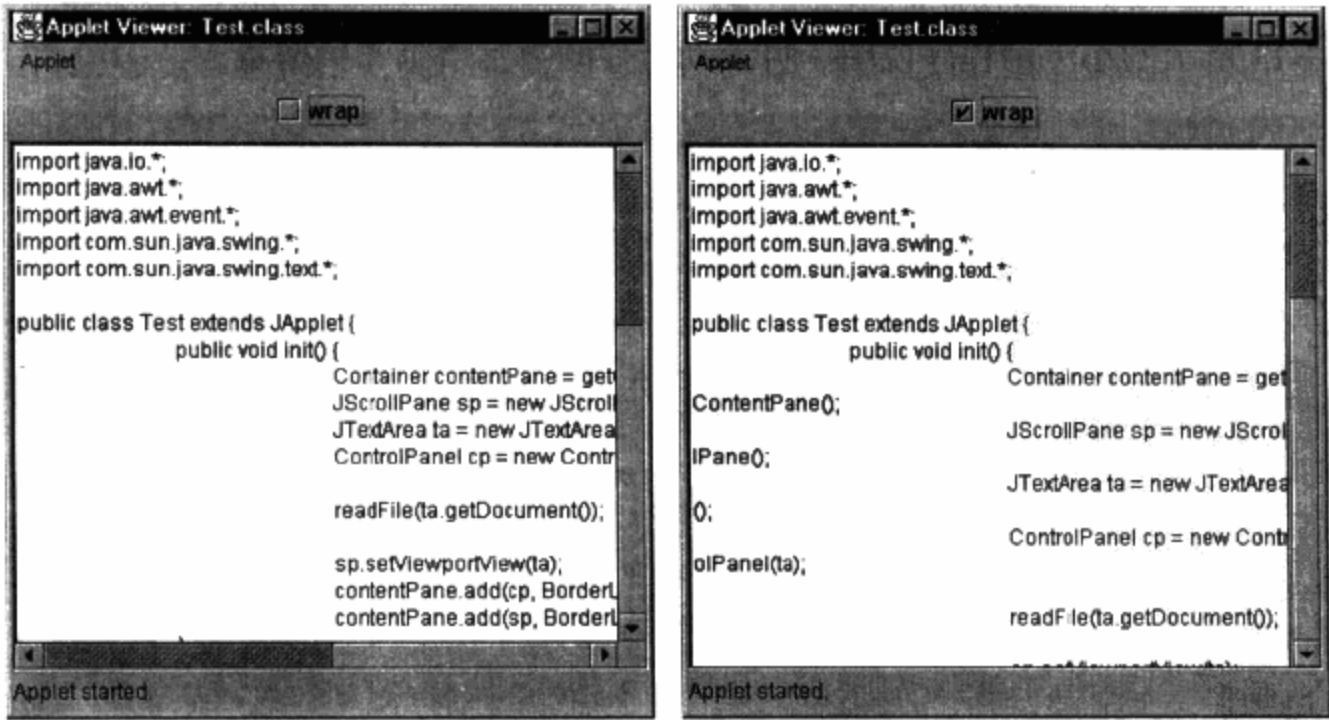 Applet Viewer: Test.class
Applet
wrap
import java.io.*;
import java.awt.*;
import java.awt.event.*;
import com.sun.java.swing.*;
import com.sun.java.swing.text.*;
public class Test extends JApplet {
public void init() {
Container contentPane = get
JScrollPane sp = new JScroll
JTextArea ta = new JTextArea
ControlPanel cp = new Contr
readFile(ta.getDocument());
sp.setViewportView(ta);
contentPane.add(cp, Border
contentPane.add(sp, Border
Applet started.
Applet Viewer: Test.class
Applet
wrap
import java.io.*;
import java.awt.*;
import java.awt.event.*;
import com.sun.java.swing.*;
import com.sun.java.swing.text.*;
public class Test extends JApplet {
public void init() {
Container contentPane = get
ContentPane();
JScrollPane sp = new JScrol
lPane();
JTextArea ta = new JTextArea
();
ControlPanel cp = new Contr
olPanel(ta);
readFile(ta.getDocument());
Applet started.